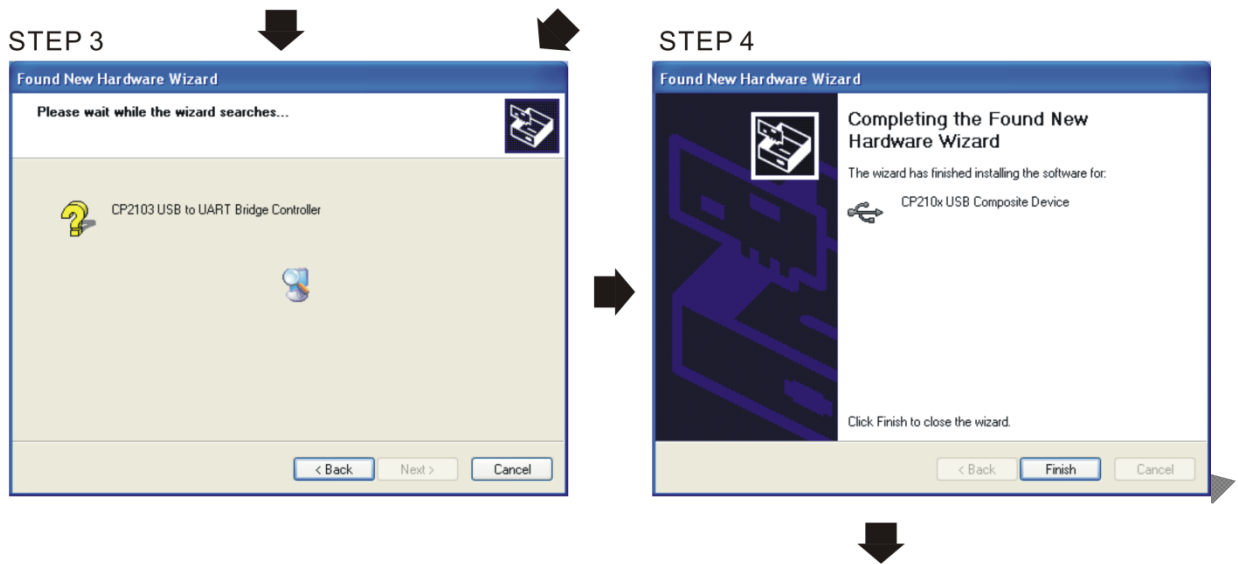 STEP 3
Found New Hardware Wizard
Please wait while the wizard searches...
CP2103 USB to UART Bridge Controller
< Back Next > Cancel
STEP 4
Found New Hardware Wizard
Completing the Found New
Hardware Wizard
The wizard has finished installing the software for:
CP210x USB Composite Device
Click Finish to close the wizard.
< Back Finish Cancel